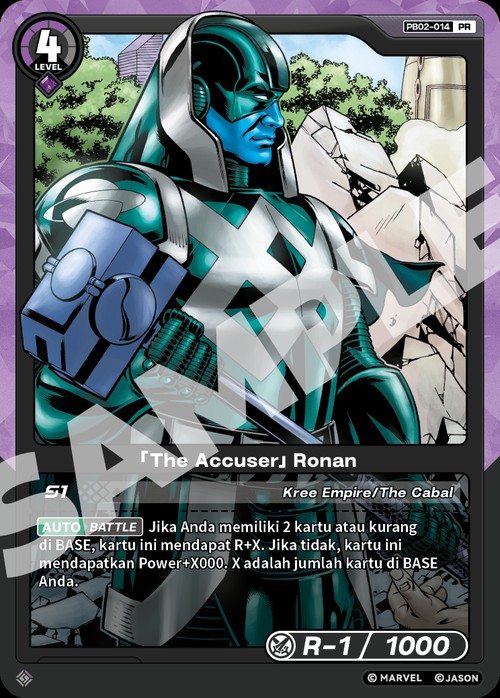 PB02-014 PR
4
LEVEL
SAMPLE
「The Accuser」 Ronan
S1
Kree Empire/The Cabal
AUTO BATTLE Jika Anda memiliki 2 kartu atau kurang
di BASE, kartu ini mendapat R+X. Jika tidak, kartu ini
mendapatkan Power+X000. X adalah jumlah kartu di BASE
Anda.
R-1 / 1000
© MARVEL ©JASON